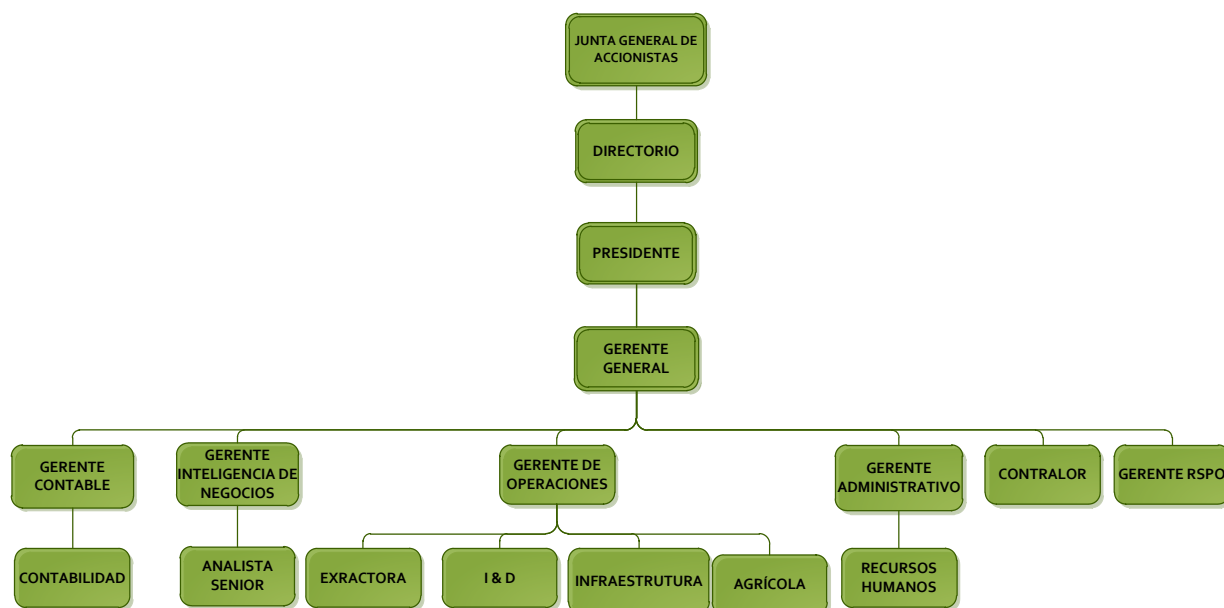 JUNTA GENERAL DE
ACCIONISTAS
DIRECTORIO
PRESIDENTE
GERENTE
GENERAL
GERENTE
CONTABLE
GERENTE
INTELIGENCIA DE
NEGOCIOS
GERENTE DE
OPERACIONES
GERENTE
ADMINISTRATIVO
CONTRALOR
GERENTE RSPO
CONTABILIDAD
ANALISTA
SENIOR
EXRACTORA
I & D
INFRAESTRUTURA
AGRÍCOLA
RECURSOS
HUMANOS